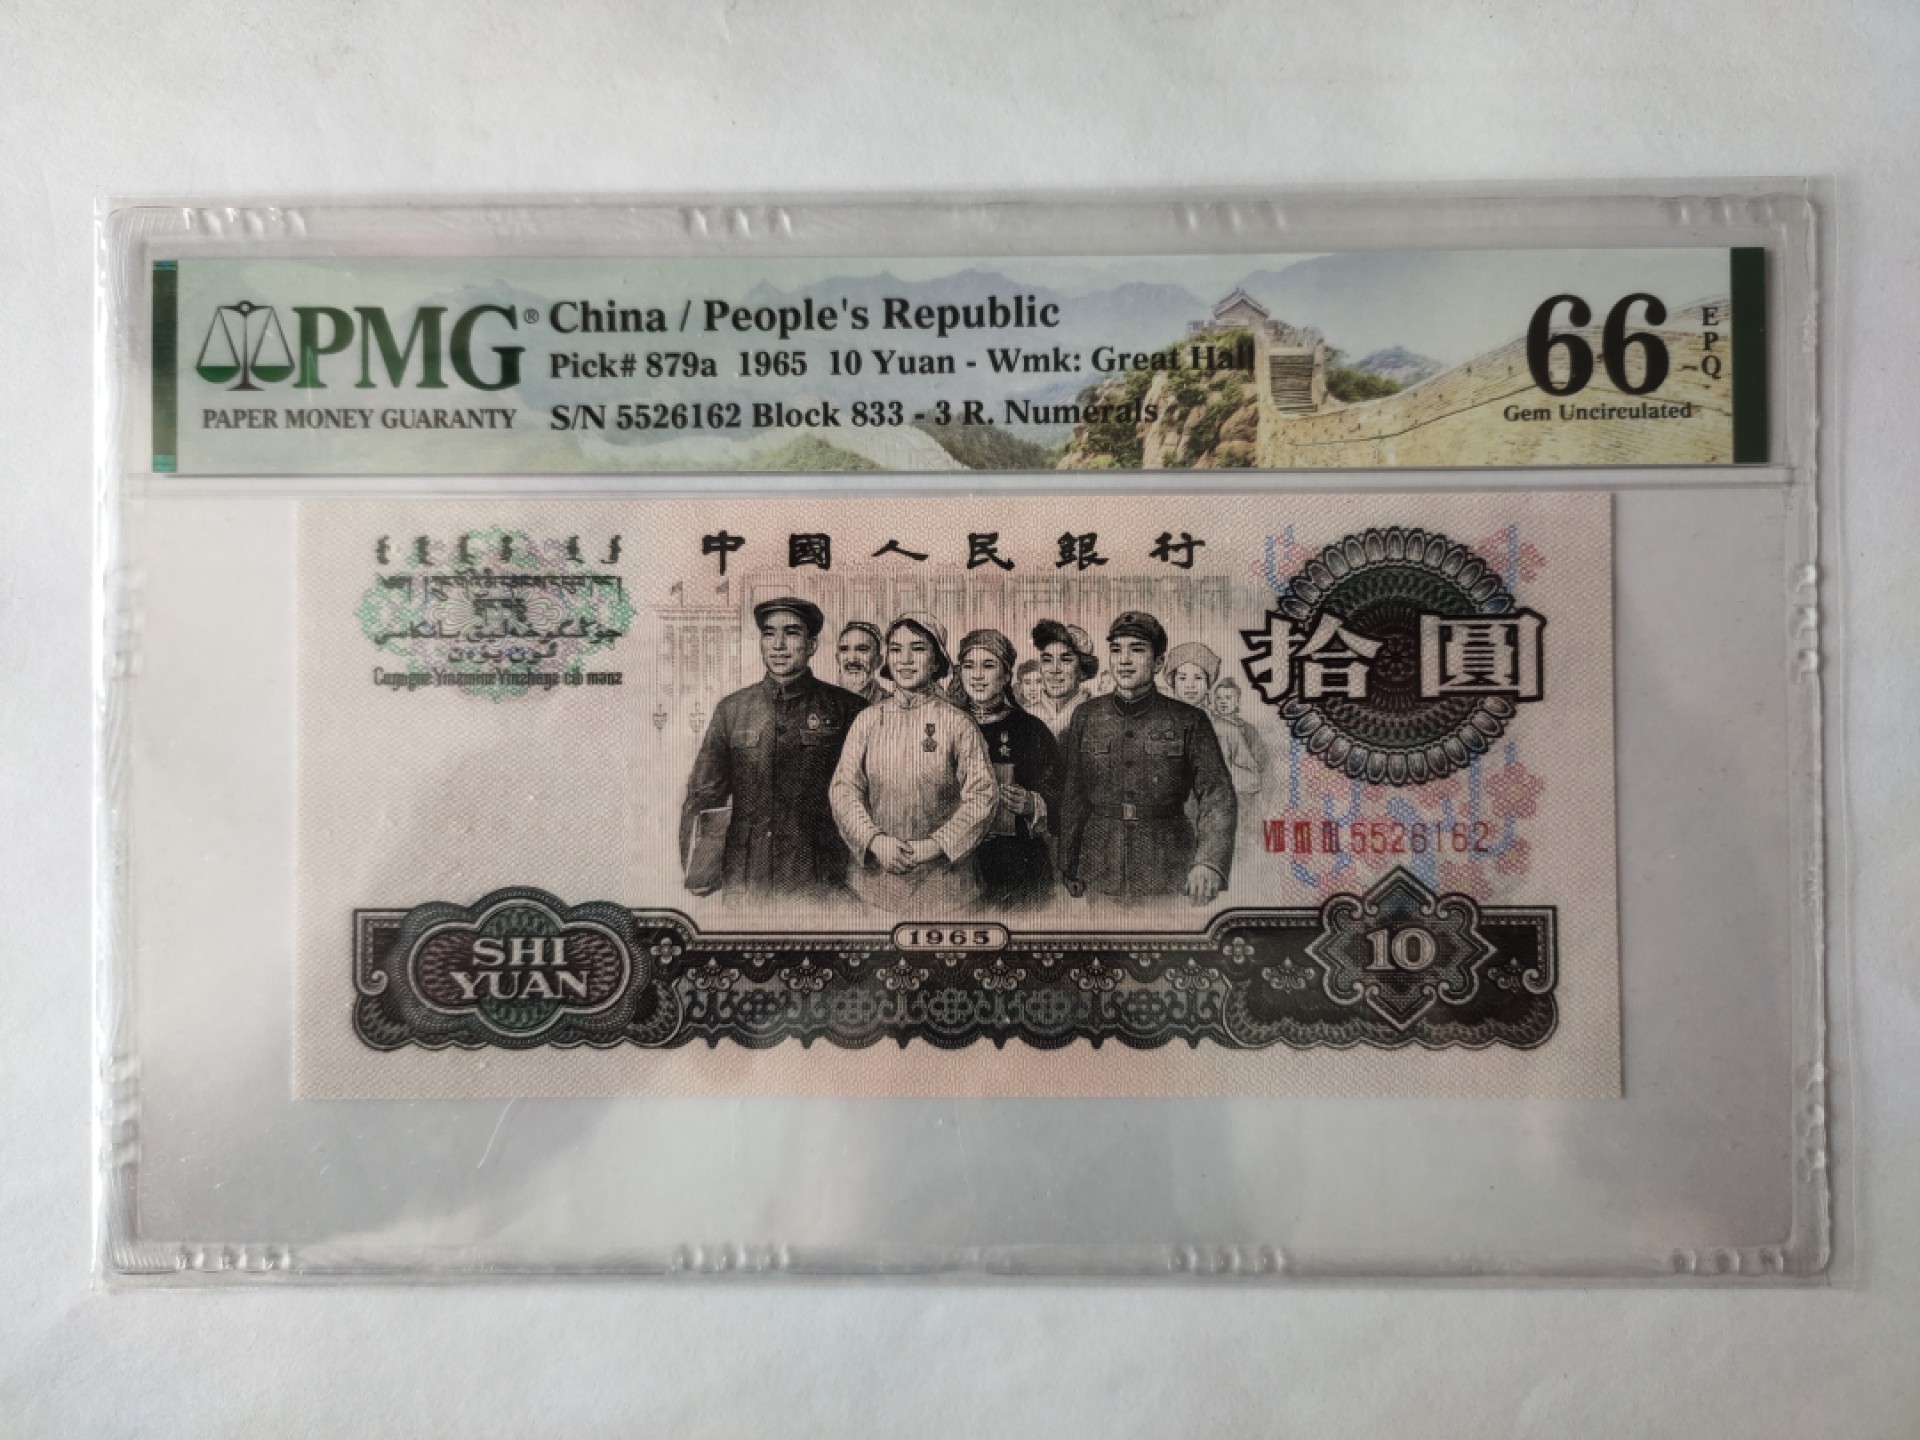 PMG®
PAPER MONEY GUARANTY
China / People's Republic
Pick# 879a 1965 10 Yuan - Wmk: Great Hall
S/N 5526162 Block 833 - 3 R. Numerals
66 EPQ
Gem Uncirculated
中國人民銀行
拾圓
VIII III III 5526162
1965
SHI
YUAN
10